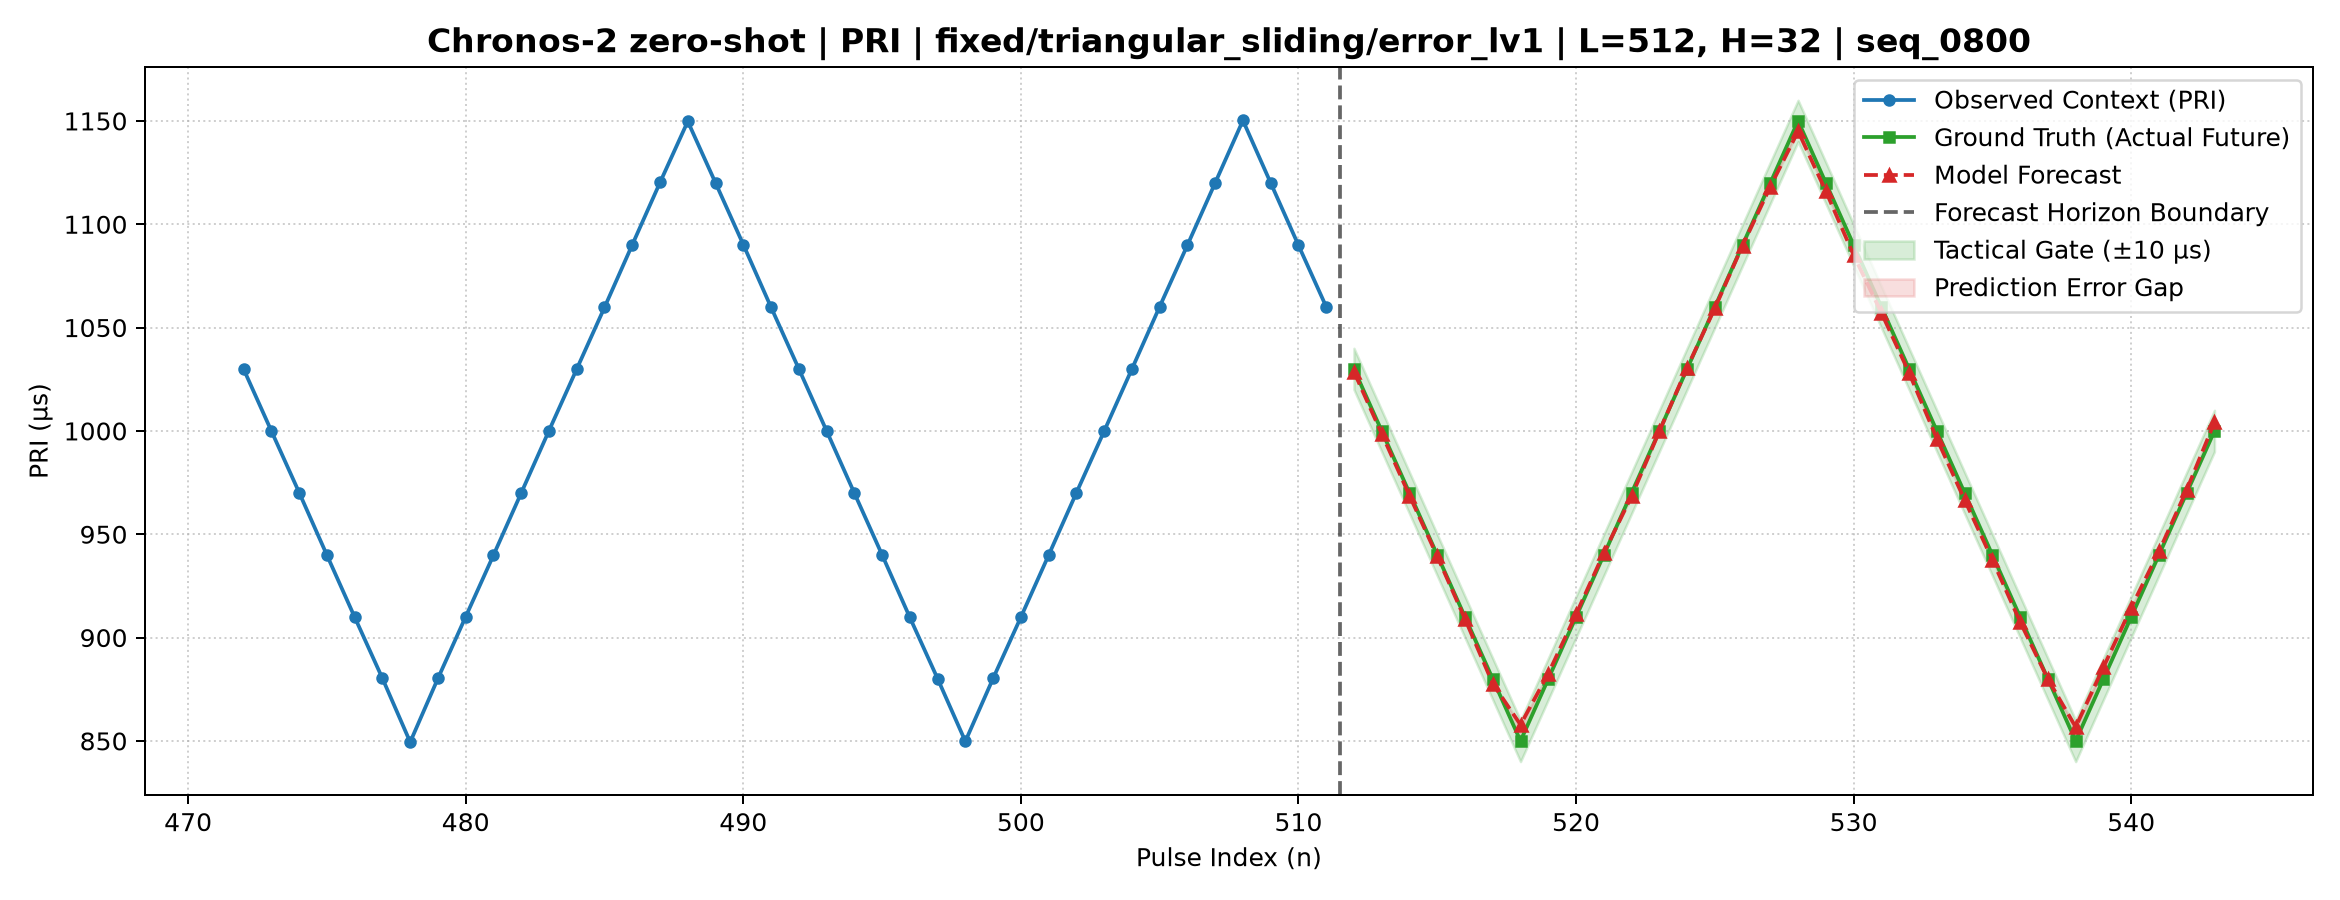 Chronos-2 zero-shot | PRI | fixed/triangular_sliding/error_lv1 | L=512, H=32 | seq_0800
Observed Context (PRI)
Ground Truth (Actual Future)
Model Forecast
Forecast Horizon Boundary
Tactical Gate (±10 µs)
Prediction Error Gap
PRI (µs)
1150
1100
1050
1000
950
900
850
470 480 490 500 510 520 530 540
Pulse Index (n)